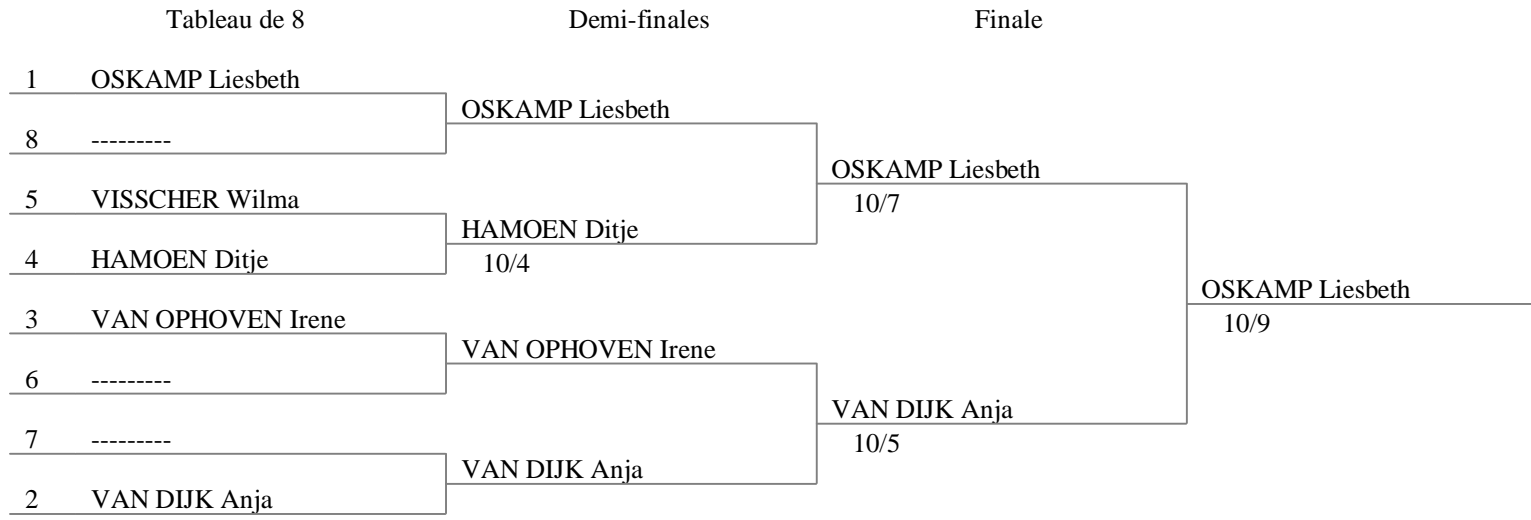 Tableau de 8 Demi-finales Finale
1 OSKAMP Liesbeth
OSKAMP Liesbeth
8 ---------
OSKAMP Liesbeth
5 VISSCHER Wilma
10/7
HAMOEN Ditje
4 HAMOEN Ditje
10/4
OSKAMP Liesbeth
3 VAN OPHOVEN Irene
10/9
VAN OPHOVEN Irene
6 ---------
VAN DIJK Anja
7 ---------
10/5
VAN DIJK Anja
2 VAN DIJK Anja